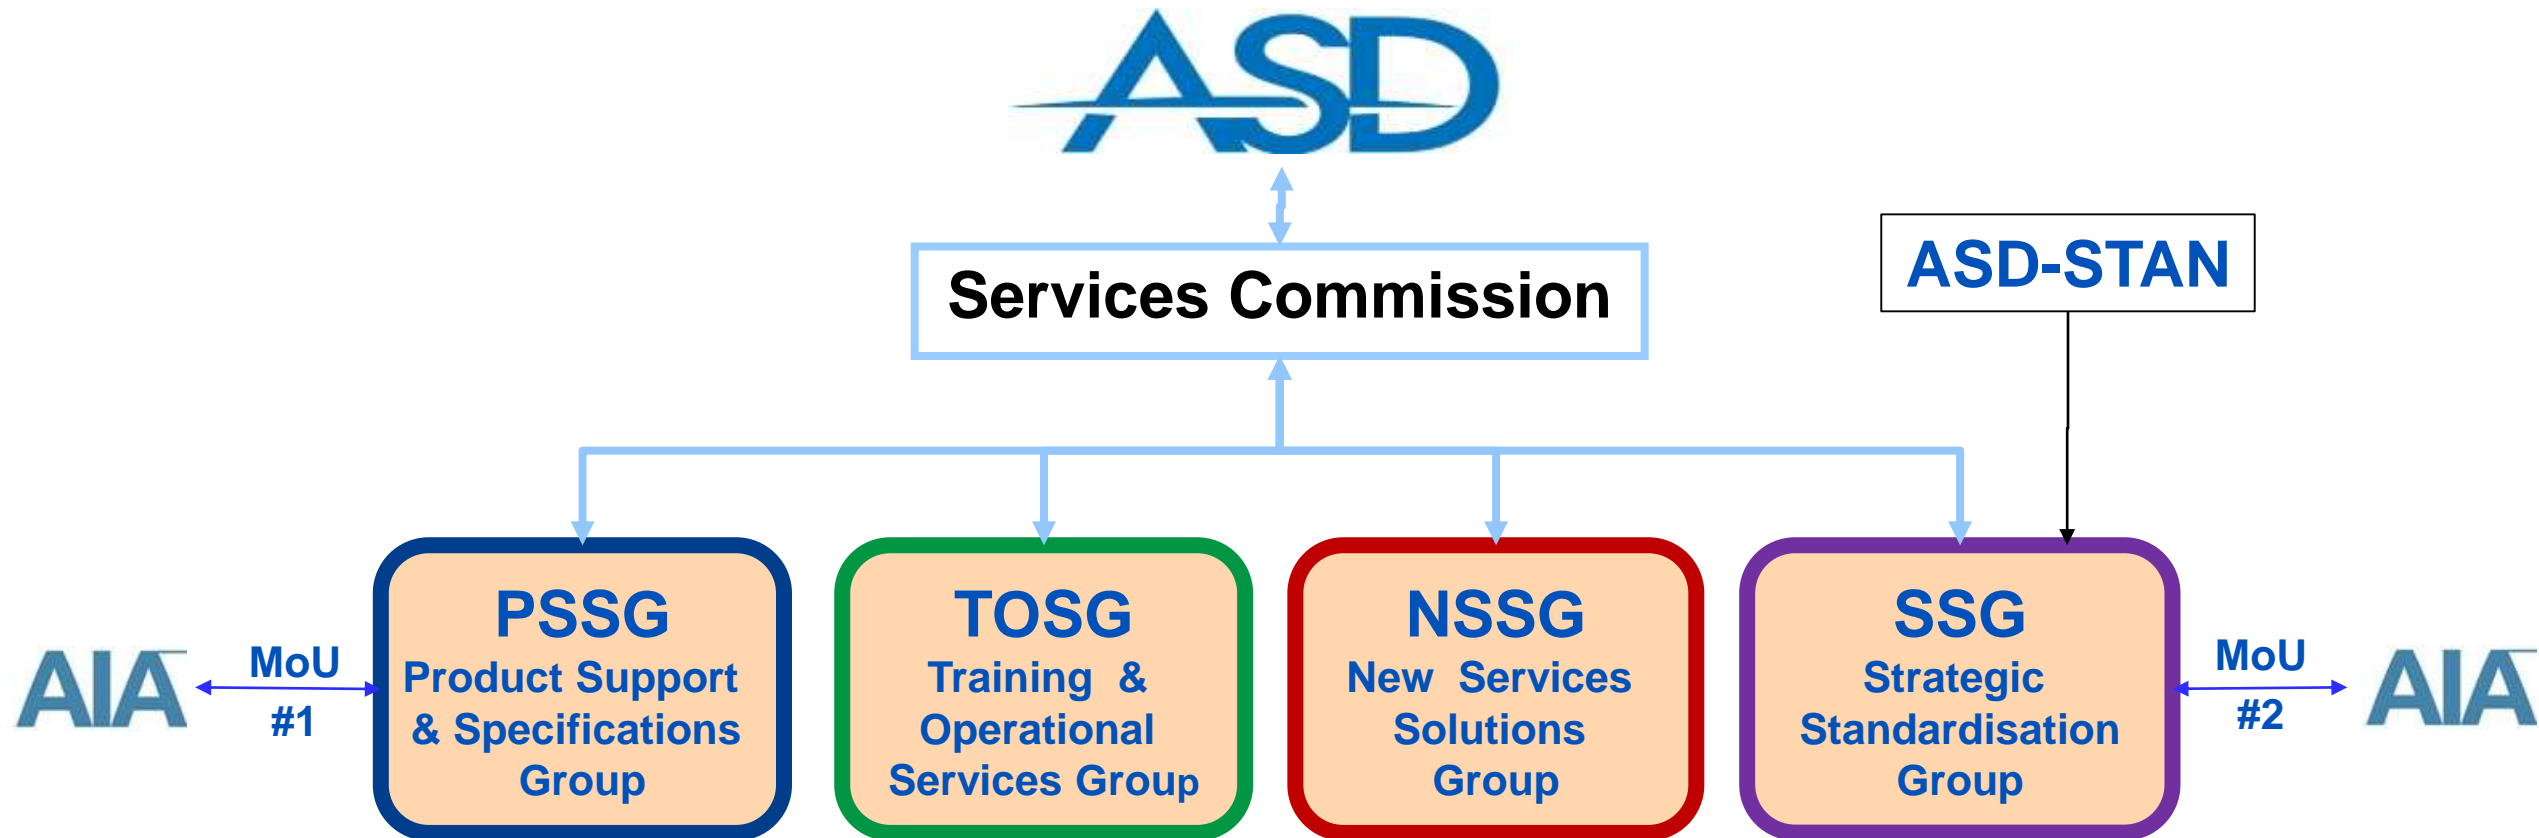 ASD
Services Commission
ASD-STAN
AIA
MoU
#1
PSSG
Product Support
& Specifications
Group
TOSG
Training &
Operational
Services Group
NSSG
New Services
Solutions
Group
SSG
Strategic
Standardisation
Group
MoU
#2
AIA